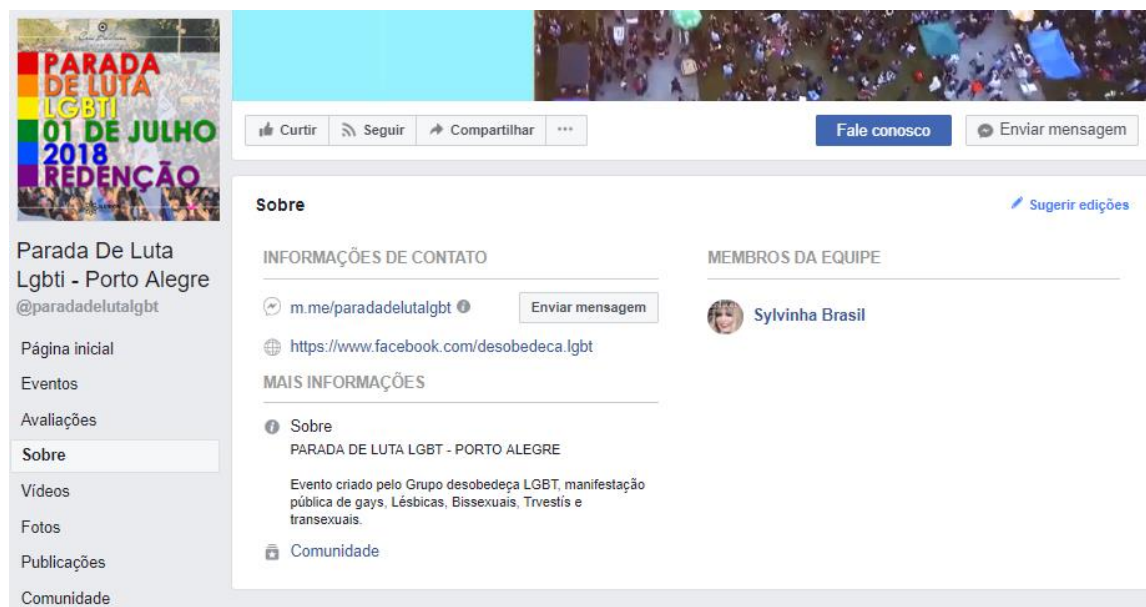 PARADA
DE LUTA
LGBTI
01 DE JULHO
2018
REDENÇÃO
Parada De Luta
Lgbti - Porto Alegre
@paradadelutalgbt
Página inicial
Eventos
Avaliações
Sobre
Vídeos
Fotos
Publicações
Comunidade
Curtir Seguir Compartilhar ...
Fale conosco Enviar mensagem
Sobre
Sugerir edições
INFORMAÇÕES DE CONTATO
m.me/paradadelutalgbt Enviar mensagem
https://www.facebook.com/desobedeca.lgbt
MAIS INFORMAÇÕES
Sobre
PARADA DE LUTA LGBT - PORTO ALEGRE
Evento criado pelo Grupo desobedeça LGBT, manifestação
pública de gays, Lésbicas, Bissexuais, Trvestís e
transexuais.
Comunidade
MEMBROS DA EQUIPE
Sylvinha Brasil